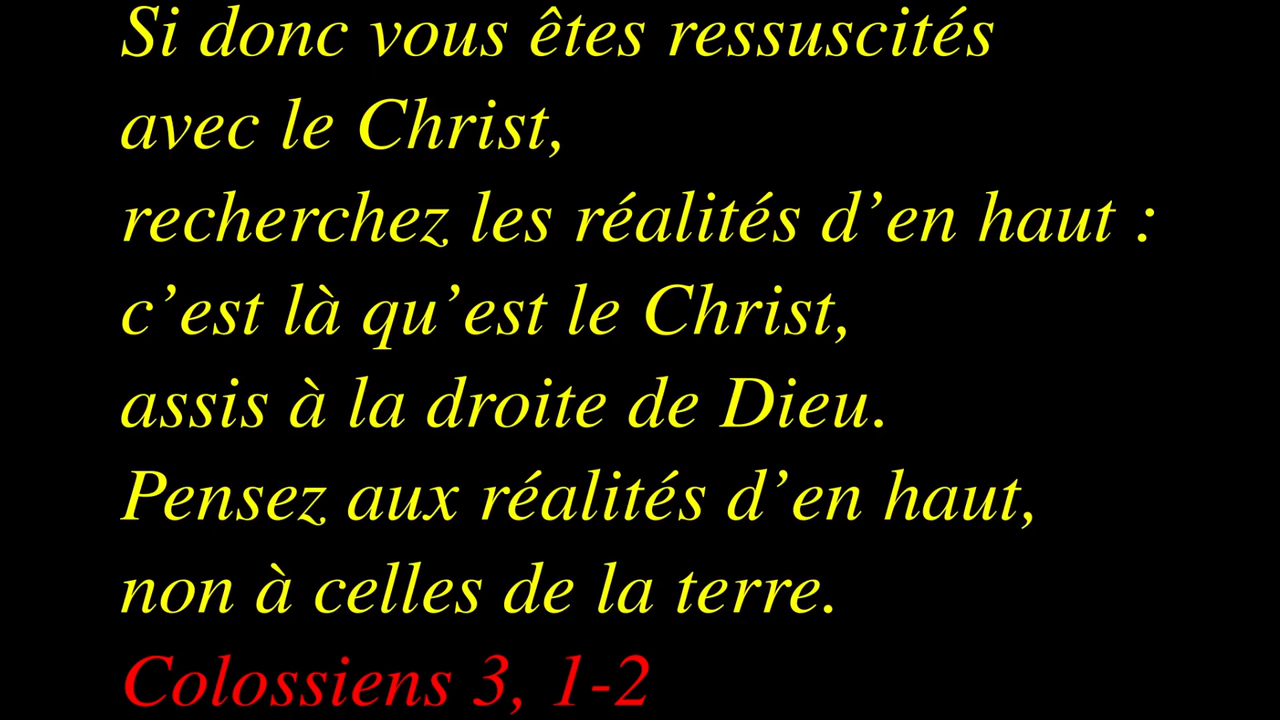 Si donc vous êtes ressuscités
avec le Christ,
recherchez les réalités d’en haut :
c’est là qu’est le Christ,
assis à la droite de Dieu.
Pensez aux réalités d’en haut,
non à celles de la terre.
Colossiens 3, 1-2